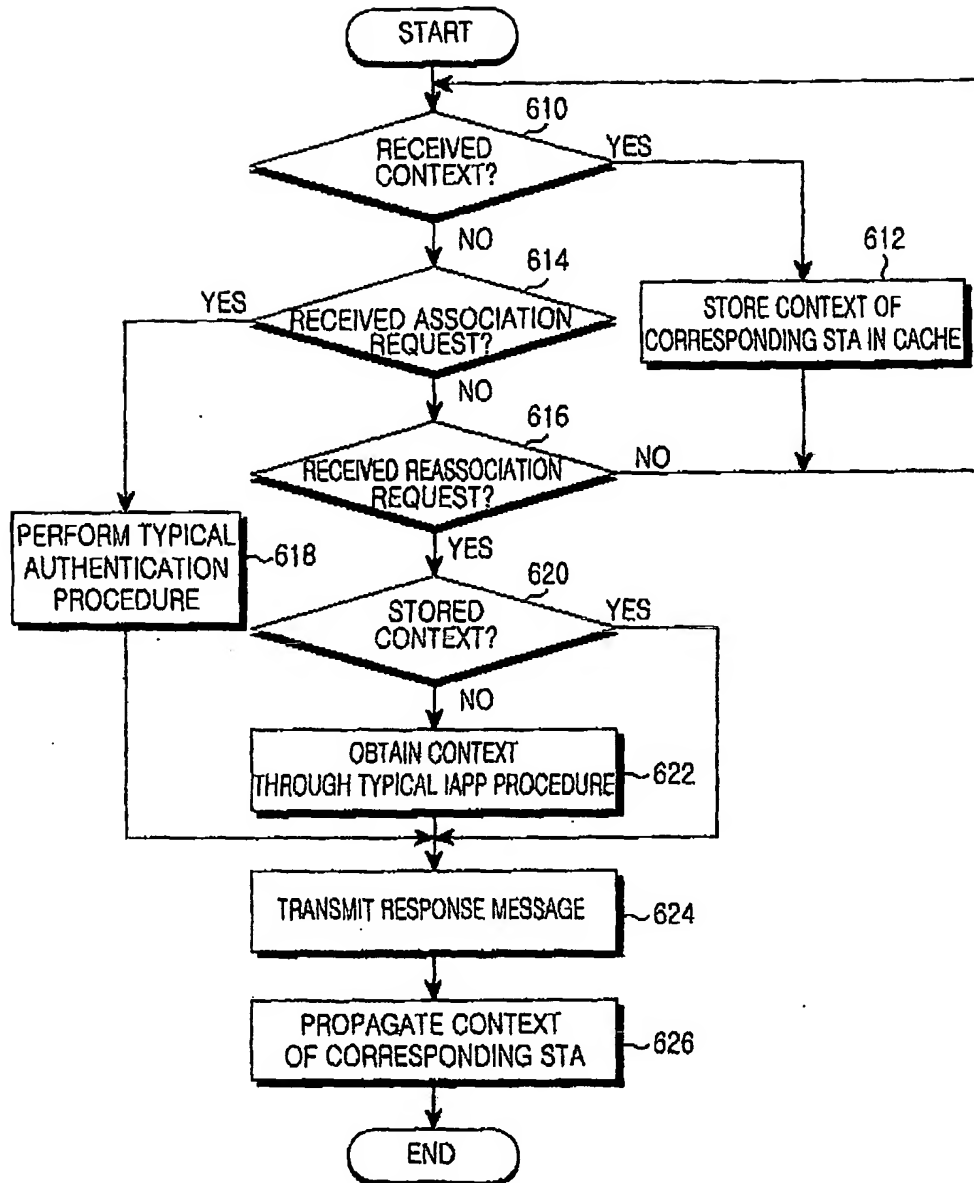 START
610
RECEIVED
CONTEXT?
YES
NO
612
STORE CONTEXT OF
CORRESPONDING STA IN CACHE
614
YES
RECEIVED ASSOCIATION
REQUEST?
NO
616
RECEIVED REASSOCIATION
REQUEST?
NO
YES
PERFORM TYPICAL
AUTHENTICATION
PROCEDURE
618
620
STORED
CONTEXT?
YES
NO
OBTAIN CONTEXT
THROUGH TYPICAL IAPP PROCEDURE
622
TRANSMIT RESPONSE MESSAGE
624
PROPAGATE CONTEXT
OF CORRESPONDING STA
626
END